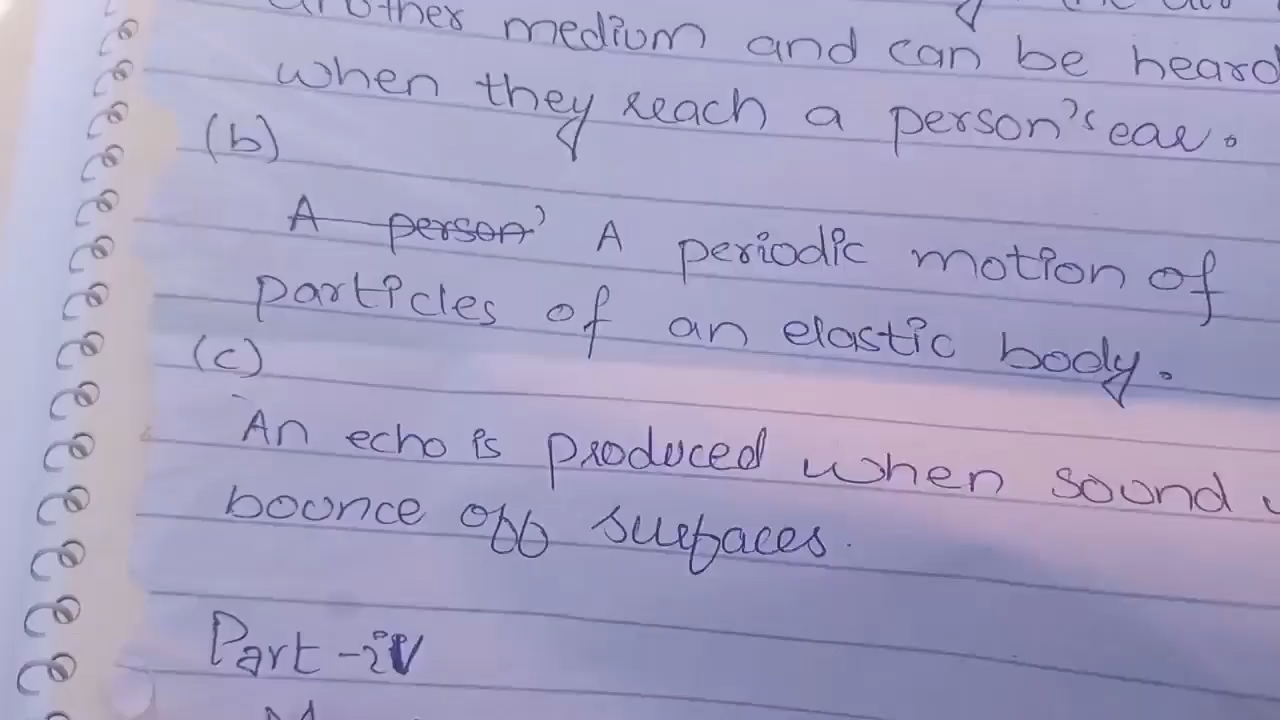 another medium and can be heard
when they reach a person's ear.
(b)
A person' A periodic motion of
particles of an elastic body.
(c)
An echo is produced when sound
bounce off surfaces.
Part-iv